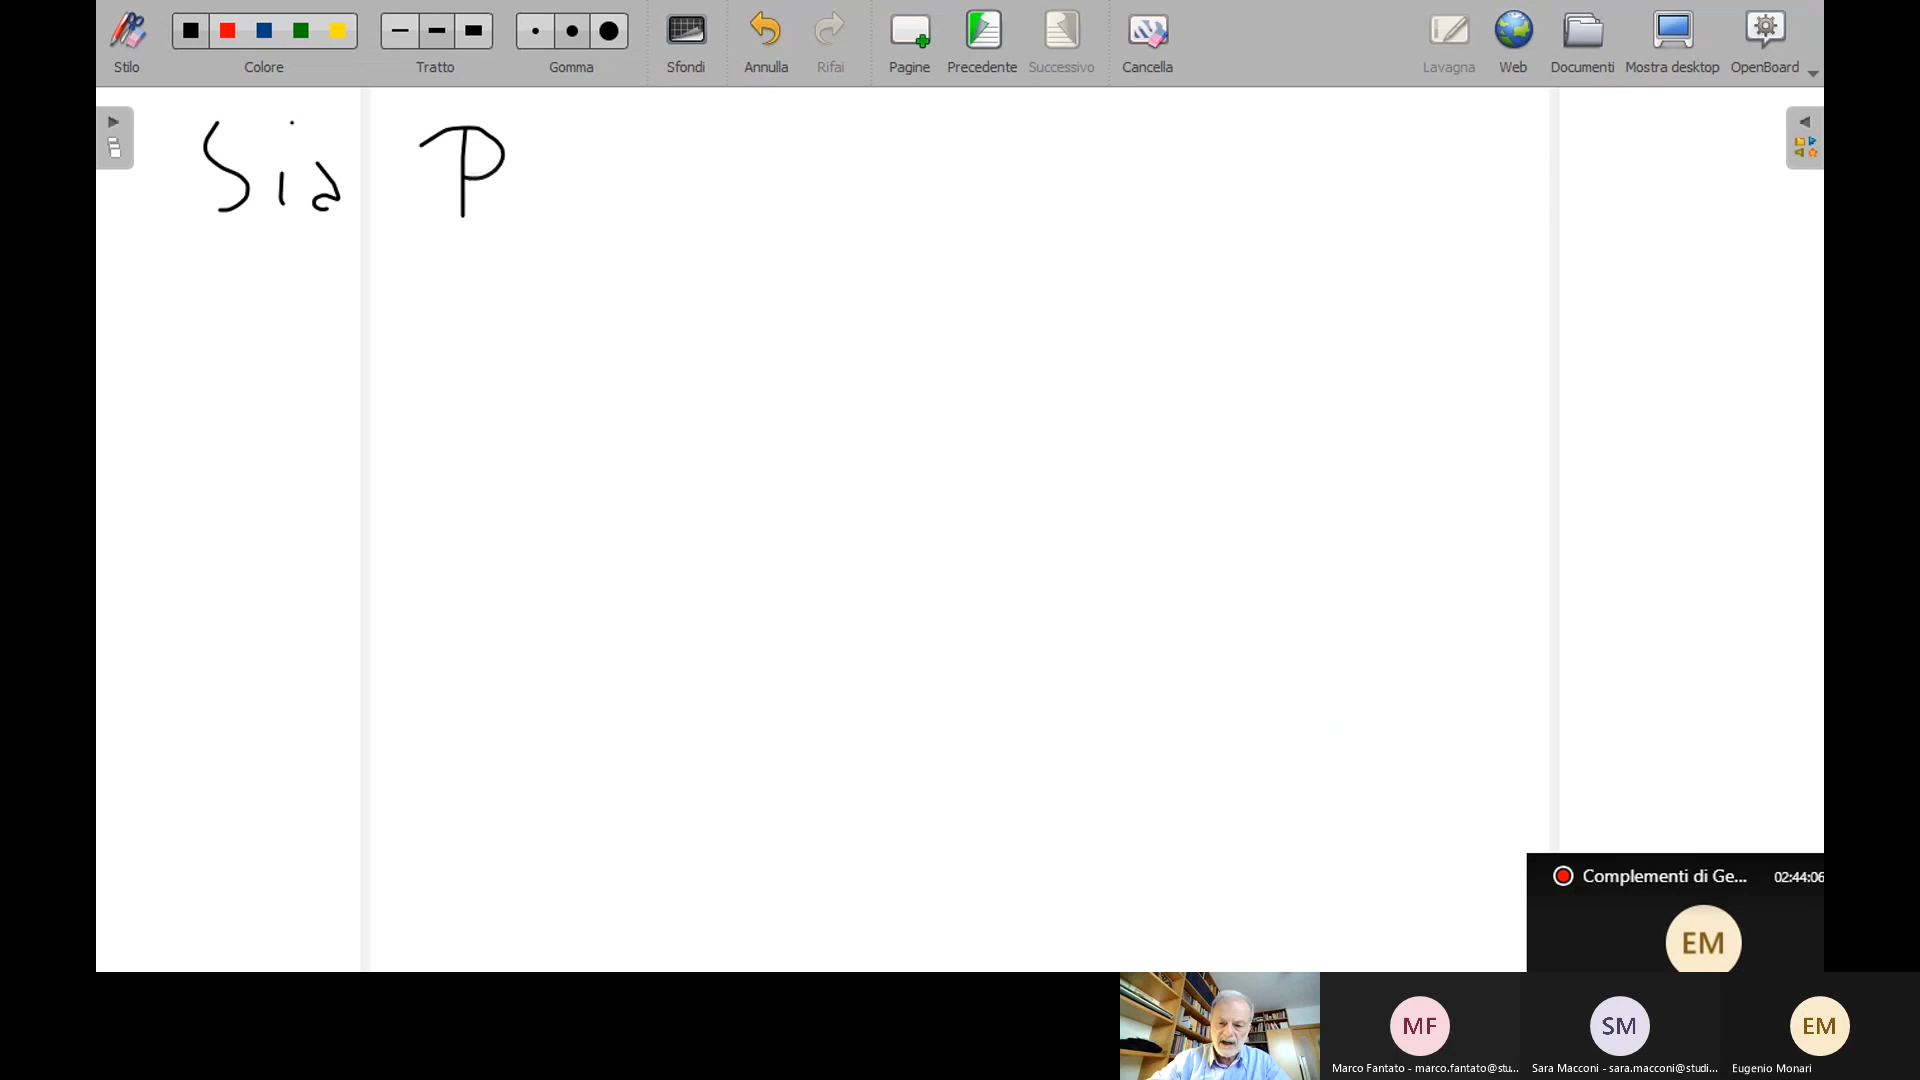 Stilo Colore Tratto Gomma Sfondi Annulla Rifai Pagine Precedente Successivo Cancella Lavagna Web Documenti Mostra desktop OpenBoard
Sia P
Complementi di Ge... 02:44:06
EM
MF SM EM
Marco Fantato - marco.fantato@stu... Sara Macconi - sara.macconi@studi... Eugenio Monari